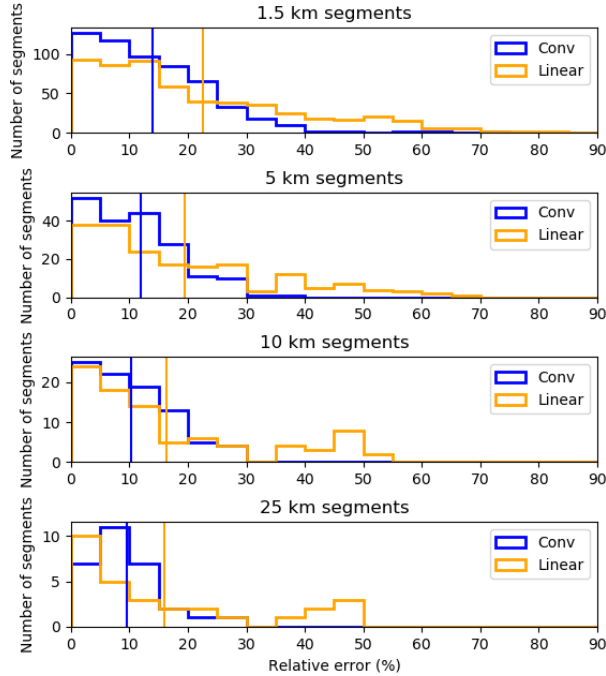 1.5 km segments
Number of segments
100
50
0
Conv
Linear
0 10 20 30 40 50 60 70 80 90
5 km segments
Number of segments
40
20
0
Conv
Linear
0 10 20 30 40 50 60 70 80 90
10 km segments
Number of segments
20
10
0
Conv
Linear
0 10 20 30 40 50 60 70 80 90
25 km segments
Number of segments
10
5
0
Conv
Linear
0 10 20 30 40 50 60 70 80 90
Relative error (%)